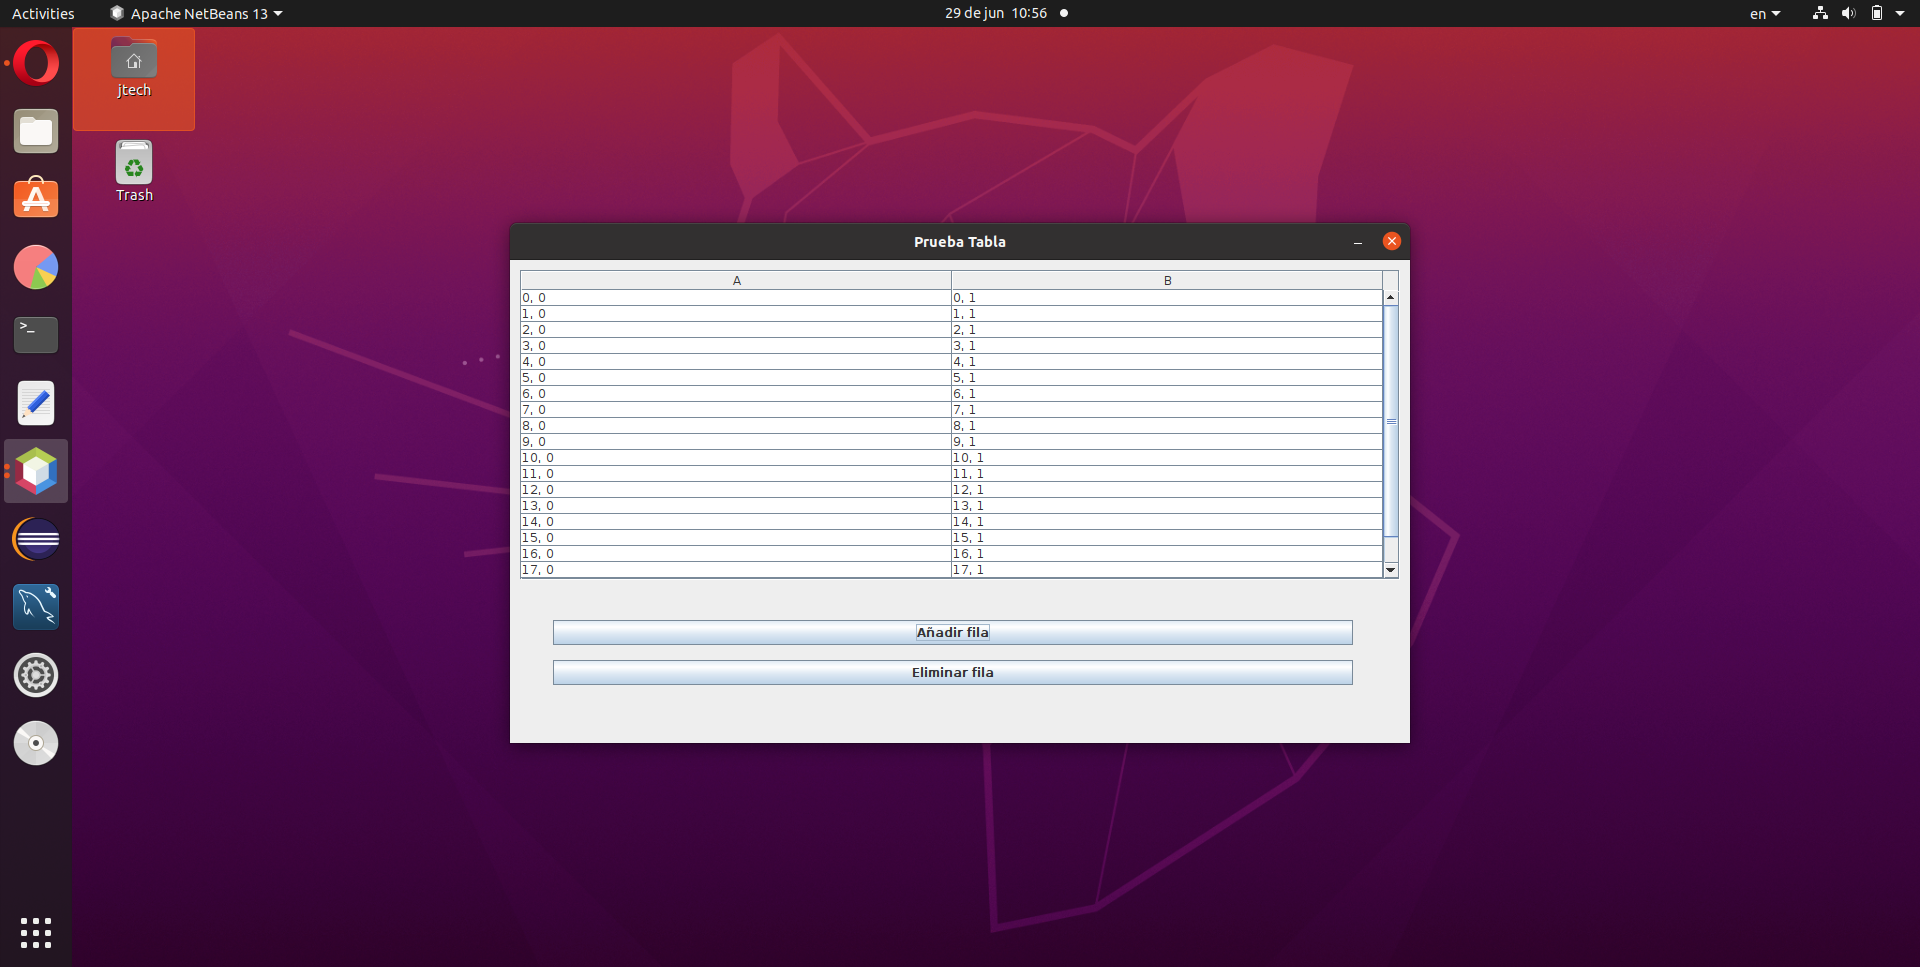 Activities Apache NetBeans 13 29 de jun 10:56 en
jtech
Trash
Prueba Tabla
A B
0, 0 0, 1
1, 0 1, 1
2, 0 2, 1
3, 0 3, 1
4, 0 4, 1
5, 0 5, 1
6, 0 6, 1
7, 0 7, 1
8, 0 8, 1
9, 0 9, 1
10, 0 10, 1
11, 0 11, 1
12, 0 12, 1
13, 0 13, 1
14, 0 14, 1
15, 0 15, 1
16, 0 16, 1
17, 0 17, 1
Añadir fila
Eliminar fila